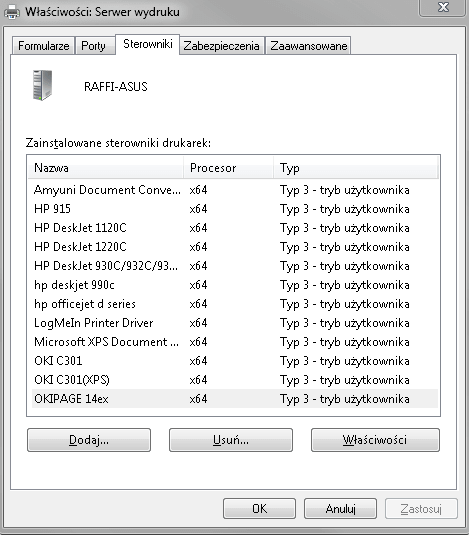 Właściwości: Serwer wydruku
Formularze Porty Sterowniki Zabezpieczenia Zaawansowane
RAFFI-ASUS
Zainstalowane sterowniki drukarek:
Nazwa Procesor Typ
Amyuni Document Conve... x64 Typ 3 - tryb użytkownika
HP 915 x64 Typ 3 - tryb użytkownika
HP DeskJet 1120C x64 Typ 3 - tryb użytkownika
HP DeskJet 1220C x64 Typ 3 - tryb użytkownika
HP DeskJet 930C/932C/93... x64 Typ 3 - tryb użytkownika
hp deskjet 990c x64 Typ 3 - tryb użytkownika
hp officejet d series x64 Typ 3 - tryb użytkownika
LogMeIn Printer Driver x64 Typ 3 - tryb użytkownika
Microsoft XPS Document ... x64 Typ 3 - tryb użytkownika
OKI C301 x64 Typ 3 - tryb użytkownika
OKI C301(XPS) x64 Typ 3 - tryb użytkownika
OKIPAGE 14ex x64 Typ 3 - tryb użytkownika
Dodaj... Usuń... Właściwości
OK Anuluj Zastosuj